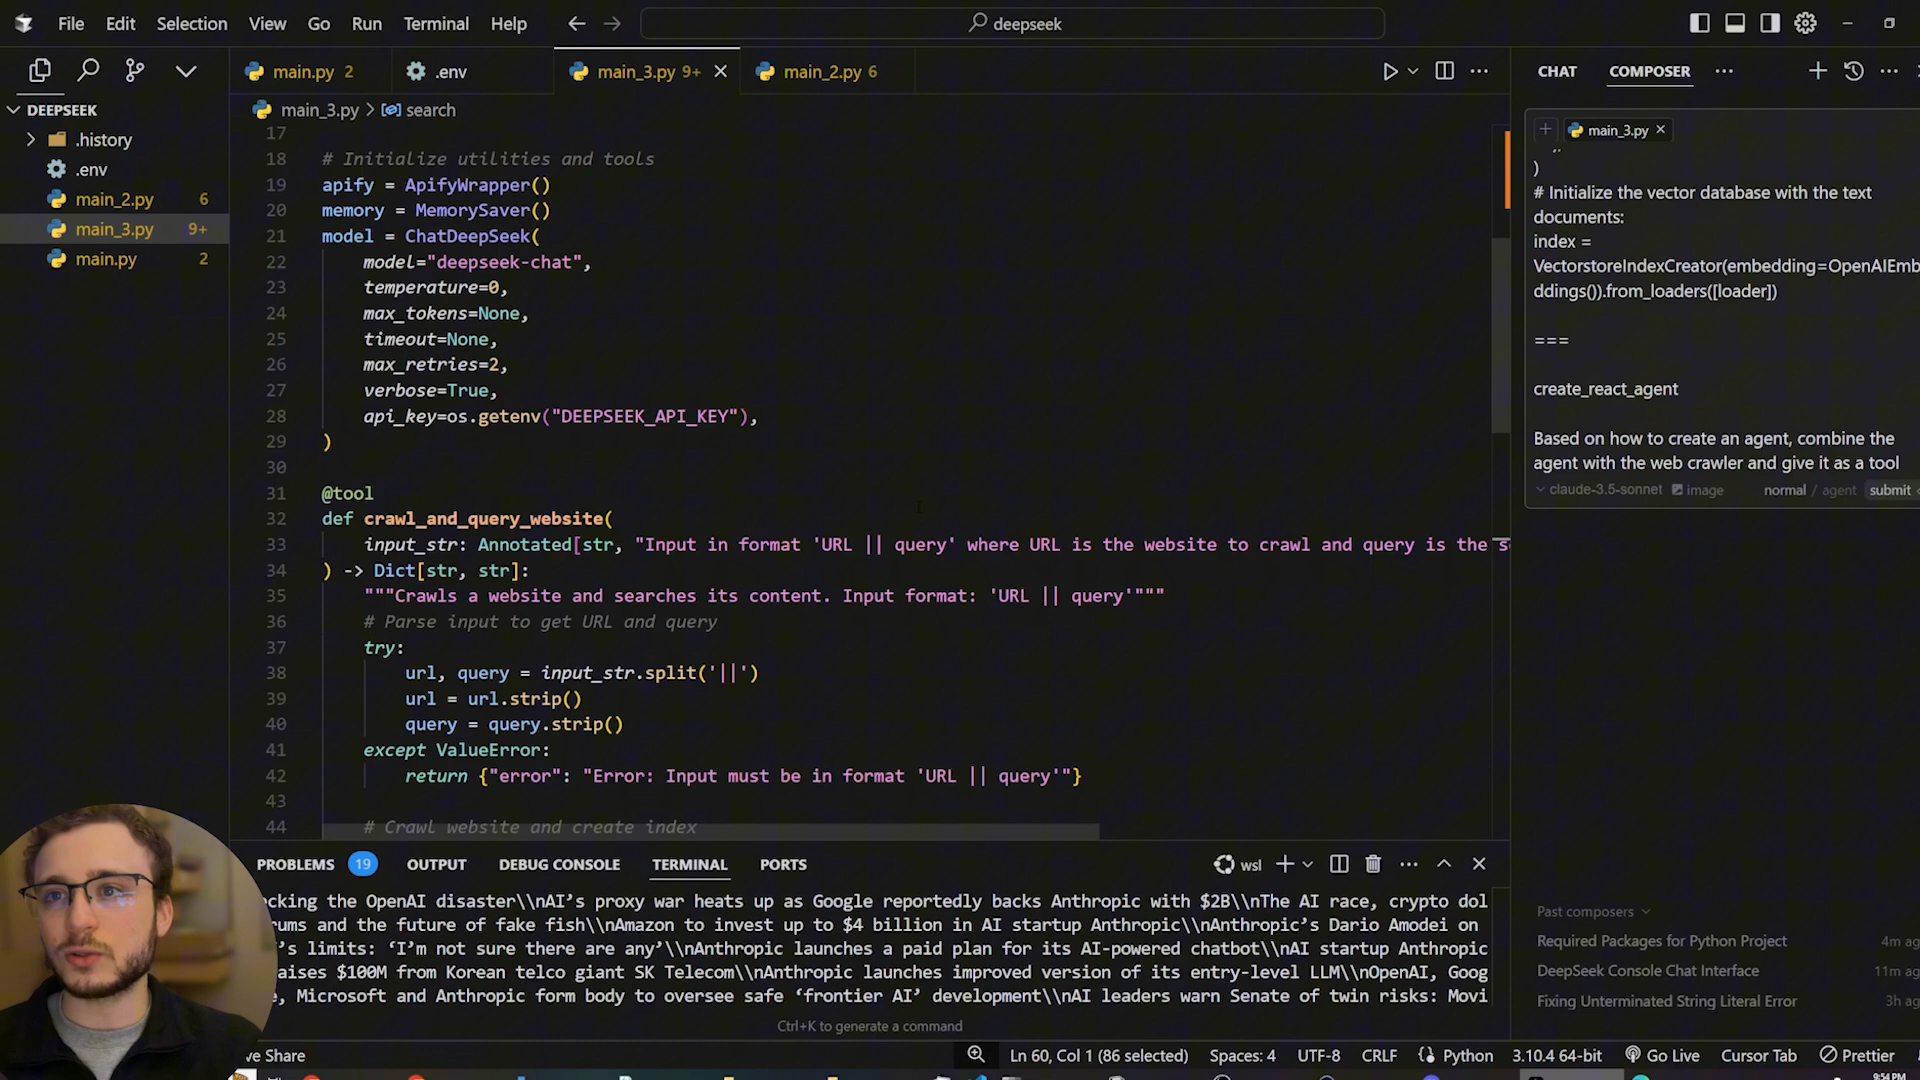 File Edit Selection View Go Run Terminal Help
deepseek
main.py 2
.env
main_3.py 9+
main_2.py 6
CHAT COMPOSER
DEEPSEEK
.history
.env
main_2.py 6
main_3.py 9+
main.py 2
main_3.py > search
17
18 # Initialize utilities and tools
19 apify = ApifyWrapper()
20 memory = MemorySaver()
21 model = ChatDeepSeek(
22 model="deepseek-chat",
23 temperature=0,
24 max_tokens=None,
25 timeout=None,
26 max_retries=2,
27 verbose=True,
28 api_key=os.getenv("DEEPSEEK_API_KEY"),
29 )
30
31 @tool
32 def crawl_and_query_website(
33 input_str: Annotated[str, "Input in format 'URL || query' where URL is the website to crawl and query is the
34 ) -> Dict[str, str]:
35 """Crawls a website and searches its content. Input format: 'URL || query'"""
36 # Parse input to get URL and query
37 try:
38 url, query = input_str.split('||')
39 url = url.strip()
40 query = query.strip()
41 except ValueError:
42 return {"error": "Error: Input must be in format 'URL || query'"}
43
44 # Crawl website and create index
main_3.py
)
# Initialize the vector database with the text
documents:
index =
VectorstoreIndexCreator(embedding=OpenAIEmb
ddings()).from_loaders([loader])
===
create_react_agent
Based on how to create an agent, combine the
agent with the web crawler and give it as a tool
claude-3.5-sonnet image normal / agent submit
Past composers
Required Packages for Python Project 4m ag
DeepSeek Console Chat Interface 11m ag
Fixing Unterminated String Literal Error 3h ag
PROBLEMS 19 OUTPUT DEBUG CONSOLE TERMINAL PORTS
wsl
ocking the OpenAI disaster\\nAI’s proxy war heats up as Google reportedly backs Anthropic with $2B\\nThe AI race, crypto dol
rums and the future of fake fish\\nAmazon to invest up to $4 billion in AI startup Anthropic\\nAnthropic’s Dario Amodei on
’s limits: ‘I’m not sure there are any’\\nAnthropic launches a paid plan for its AI-powered chatbot\\nAI startup Anthropic
raises $100M from Korean telco giant SK Telecom\\nAnthropic launches improved version of its entry-level LLM\\nOpenAI, Goog
e, Microsoft and Anthropic form body to oversee safe ‘frontier AI’ development\\nAI leaders warn Senate of twin risks: Movi
Ctrl+K to generate a command
ve Share
Ln 60, Col 1 (86 selected) Spaces: 4 UTF-8 CRLF Python 3.10.4 64-bit Go Live Cursor Tab Prettier
9:54 PM